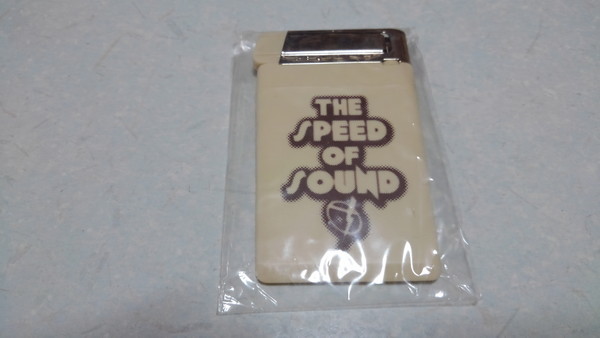 THE
SPEED
OF
SOUND